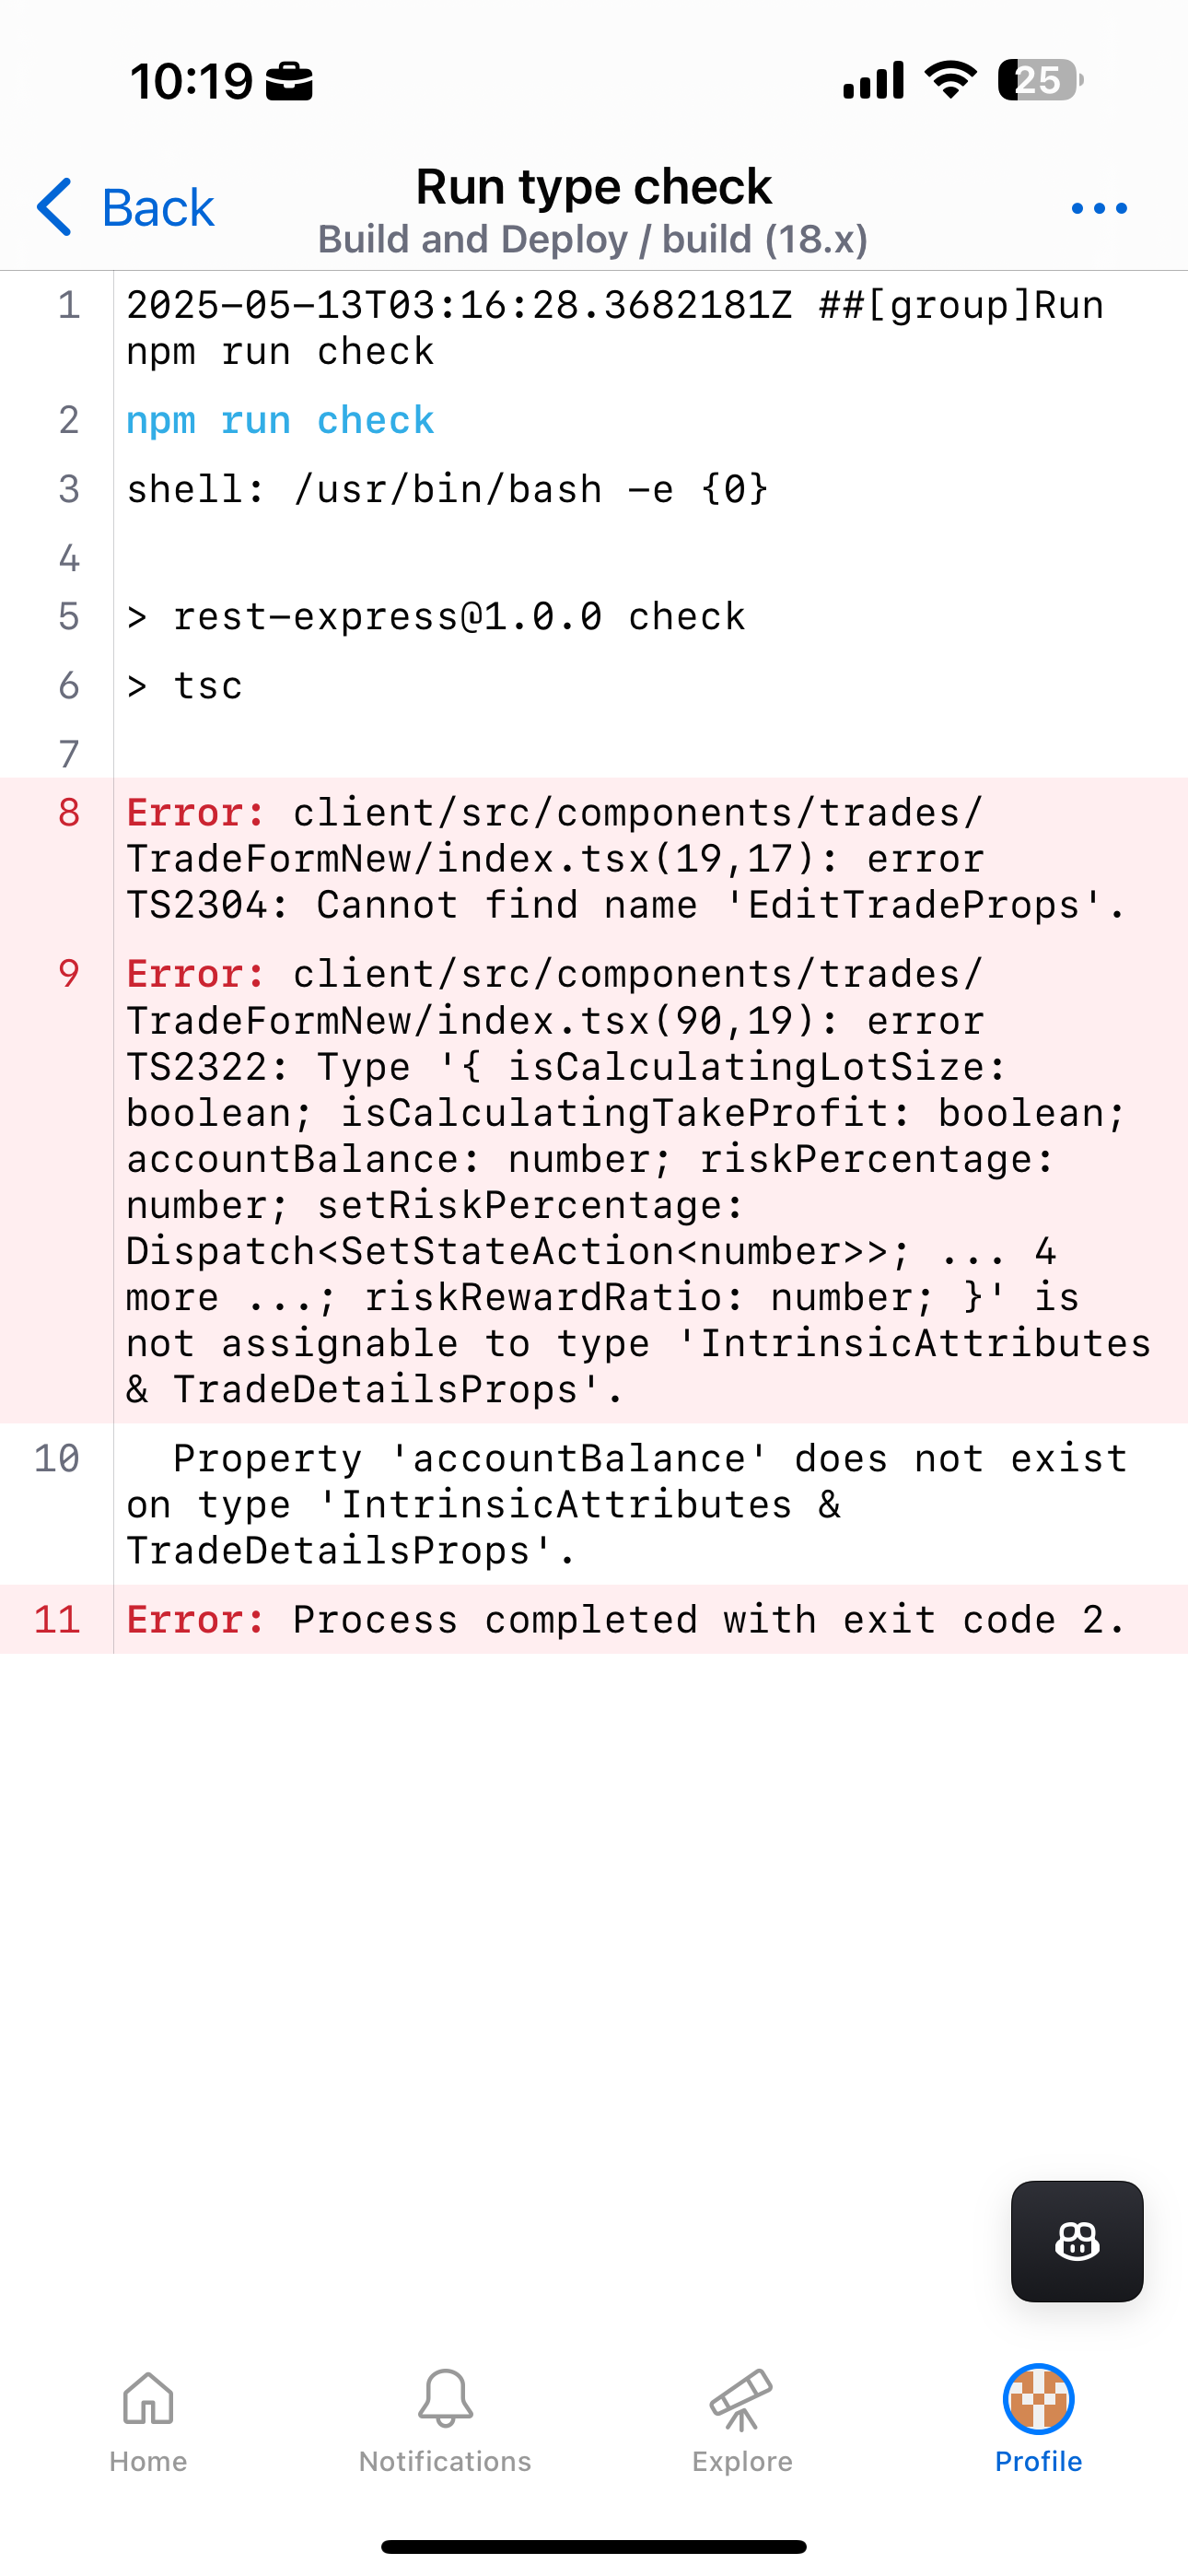 10:19
25
Back
Run type check
Build and Deploy / build (18.x)
1 2025-05-13T03:16:28.3682181Z ##[group]Run
npm run check
2 npm run check
3 shell: /usr/bin/bash -e {0}
4
5 > rest-express@1.0.0 check
6 > tsc
7
8 Error: client/src/components/trades/
TradeFormNew/index.tsx(19,17): error
TS2304: Cannot find name 'EditTradeProps'.
9 Error: client/src/components/trades/
TradeFormNew/index.tsx(90,19): error
TS2322: Type '{ isCalculatingLotSize:
boolean; isCalculatingTakeProfit: boolean;
accountBalance: number; riskPercentage:
number; setRiskPercentage:
Dispatch<SetStateAction<number>>; ... 4
more ...; riskRewardRatio: number; }' is
not assignable to type 'IntrinsicAttributes
& TradeDetailsProps'.
10 Property 'accountBalance' does not exist
on type 'IntrinsicAttributes &
TradeDetailsProps'.
11 Error: Process completed with exit code 2.
Home
Notifications
Explore
Profile